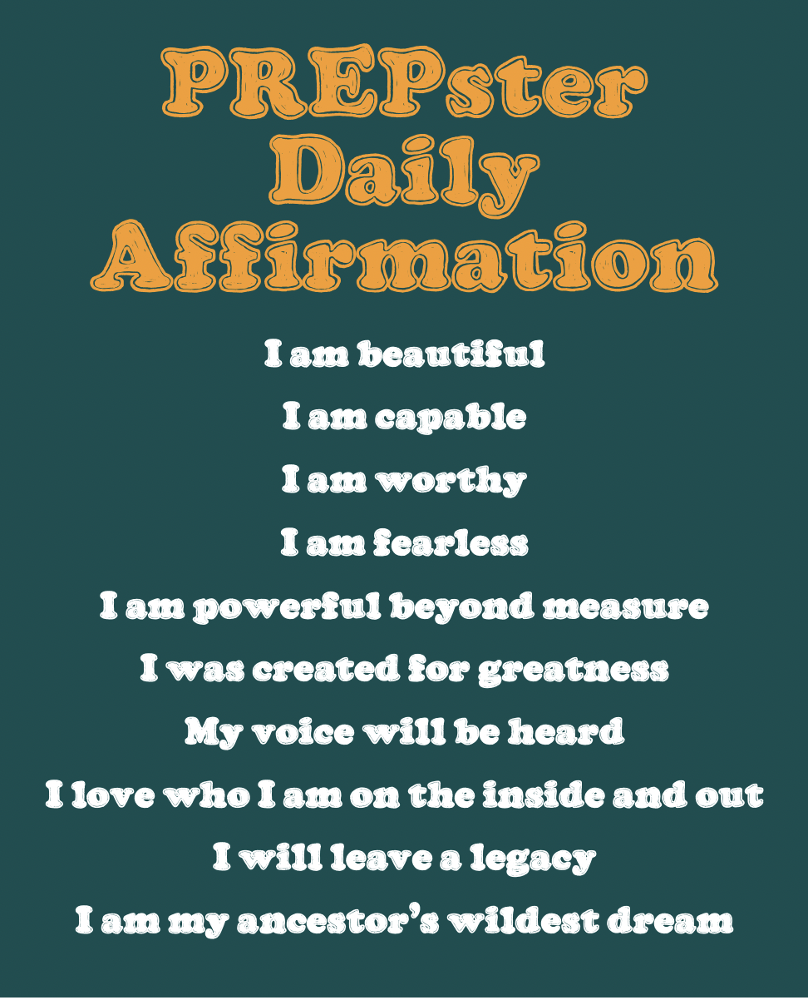 PREPster
Daily
Affirmation
I am beautiful
I am capable
I am worthy
I am fearless
I am powerful beyond measure
I was created for greatness
My voice will be heard
I love who I am on the inside and out
I will leave a legacy
I am my ancestor’s wildest dream